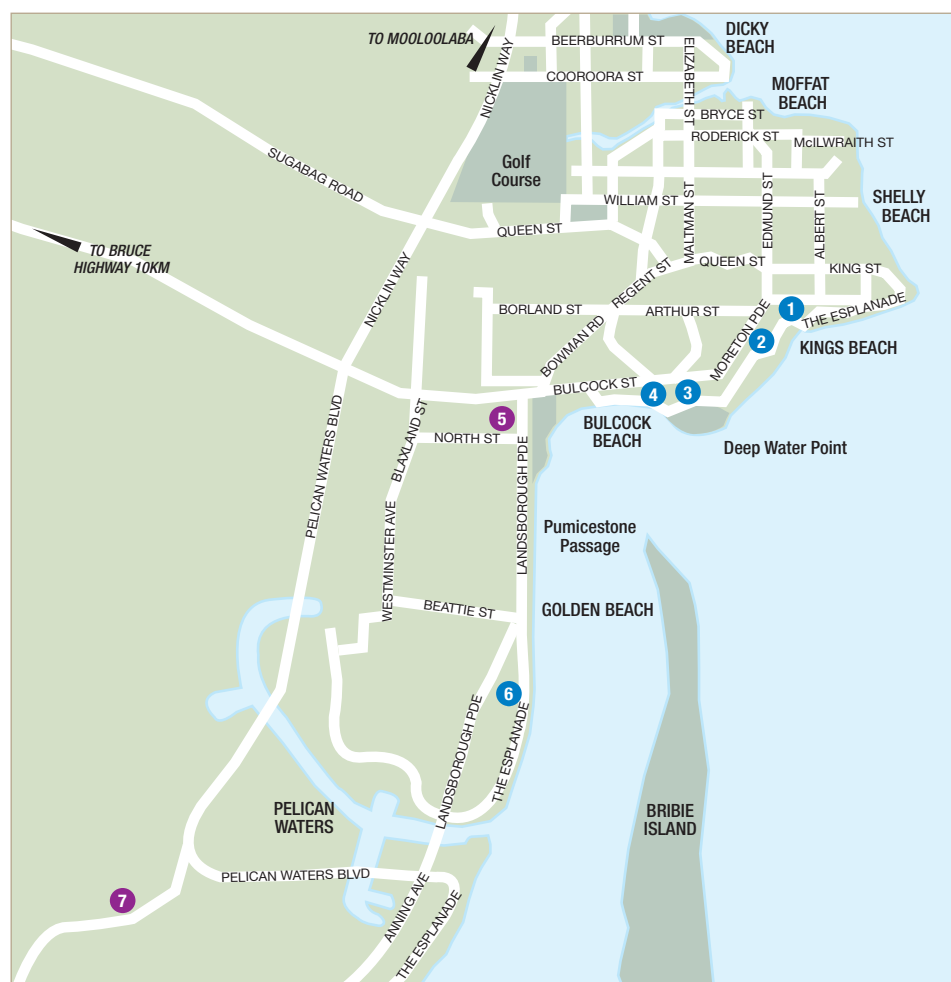 DICKY
BEACH
TO MOOLOOLABA
BEERBURRUM ST
ELIZABETH ST
COOROORA ST
NICKLIN WAY
MOFFAT
BEACH
BRYCE ST
RODERICK ST
McILWRAITH ST
Golf
Course
SUGABAG ROAD
WILLIAM ST
MALTMAN ST
EDMUND ST
ALBERT ST
SHELLY
BEACH
QUEEN ST
TO BRUCE
HIGHWAY 10KM
NICKLIN WAY
REGENT ST
QUEEN ST
KING ST
BORLAND ST
ARTHUR ST
MORETON PDE
1
THE ESPLANADE
2
KINGS BEACH
BOWMAN RD
BULCOCK ST
4
3
5
BULCOCK
BEACH
Deep Water Point
NORTH ST
BLAXLAND ST
LANDSBOROUGH PDE
PELICAN WATERS BLVD
WESTMINSTER AVE
Pumicestone
Passage
BEATTIE ST
GOLDEN BEACH
6
LANDSBOROUGH PDE
THE ESPLANADE
PELICAN
WATERS
BRIBIE
ISLAND
PELICAN WATERS BLVD
7
ANNING AVE
THE ESPLANADE